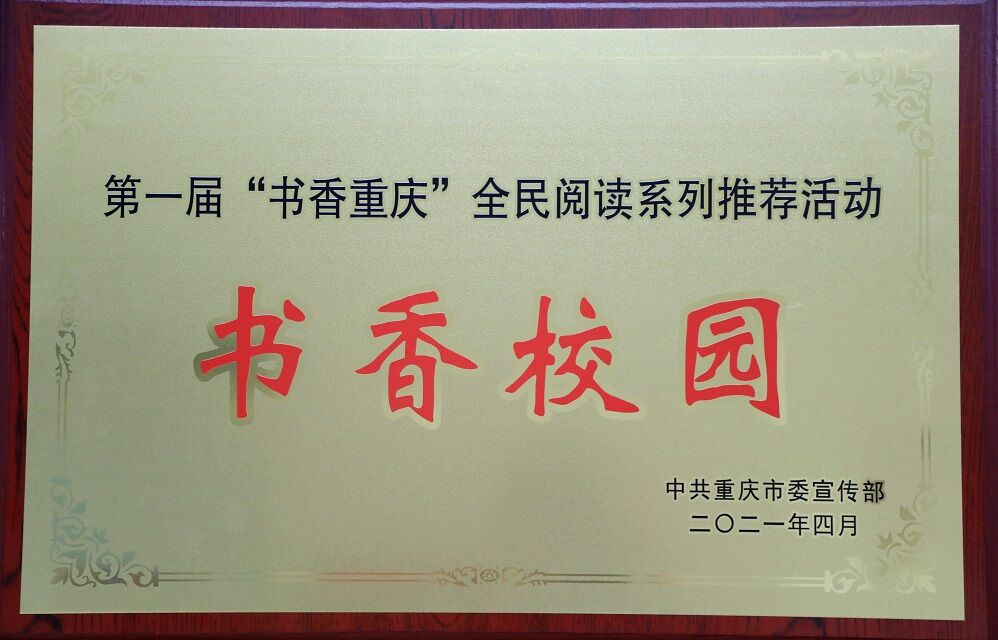 第一届“书香重庆”全民阅读系列推荐活动
书香校园
中共重庆市委宣传部
二〇二一年四月